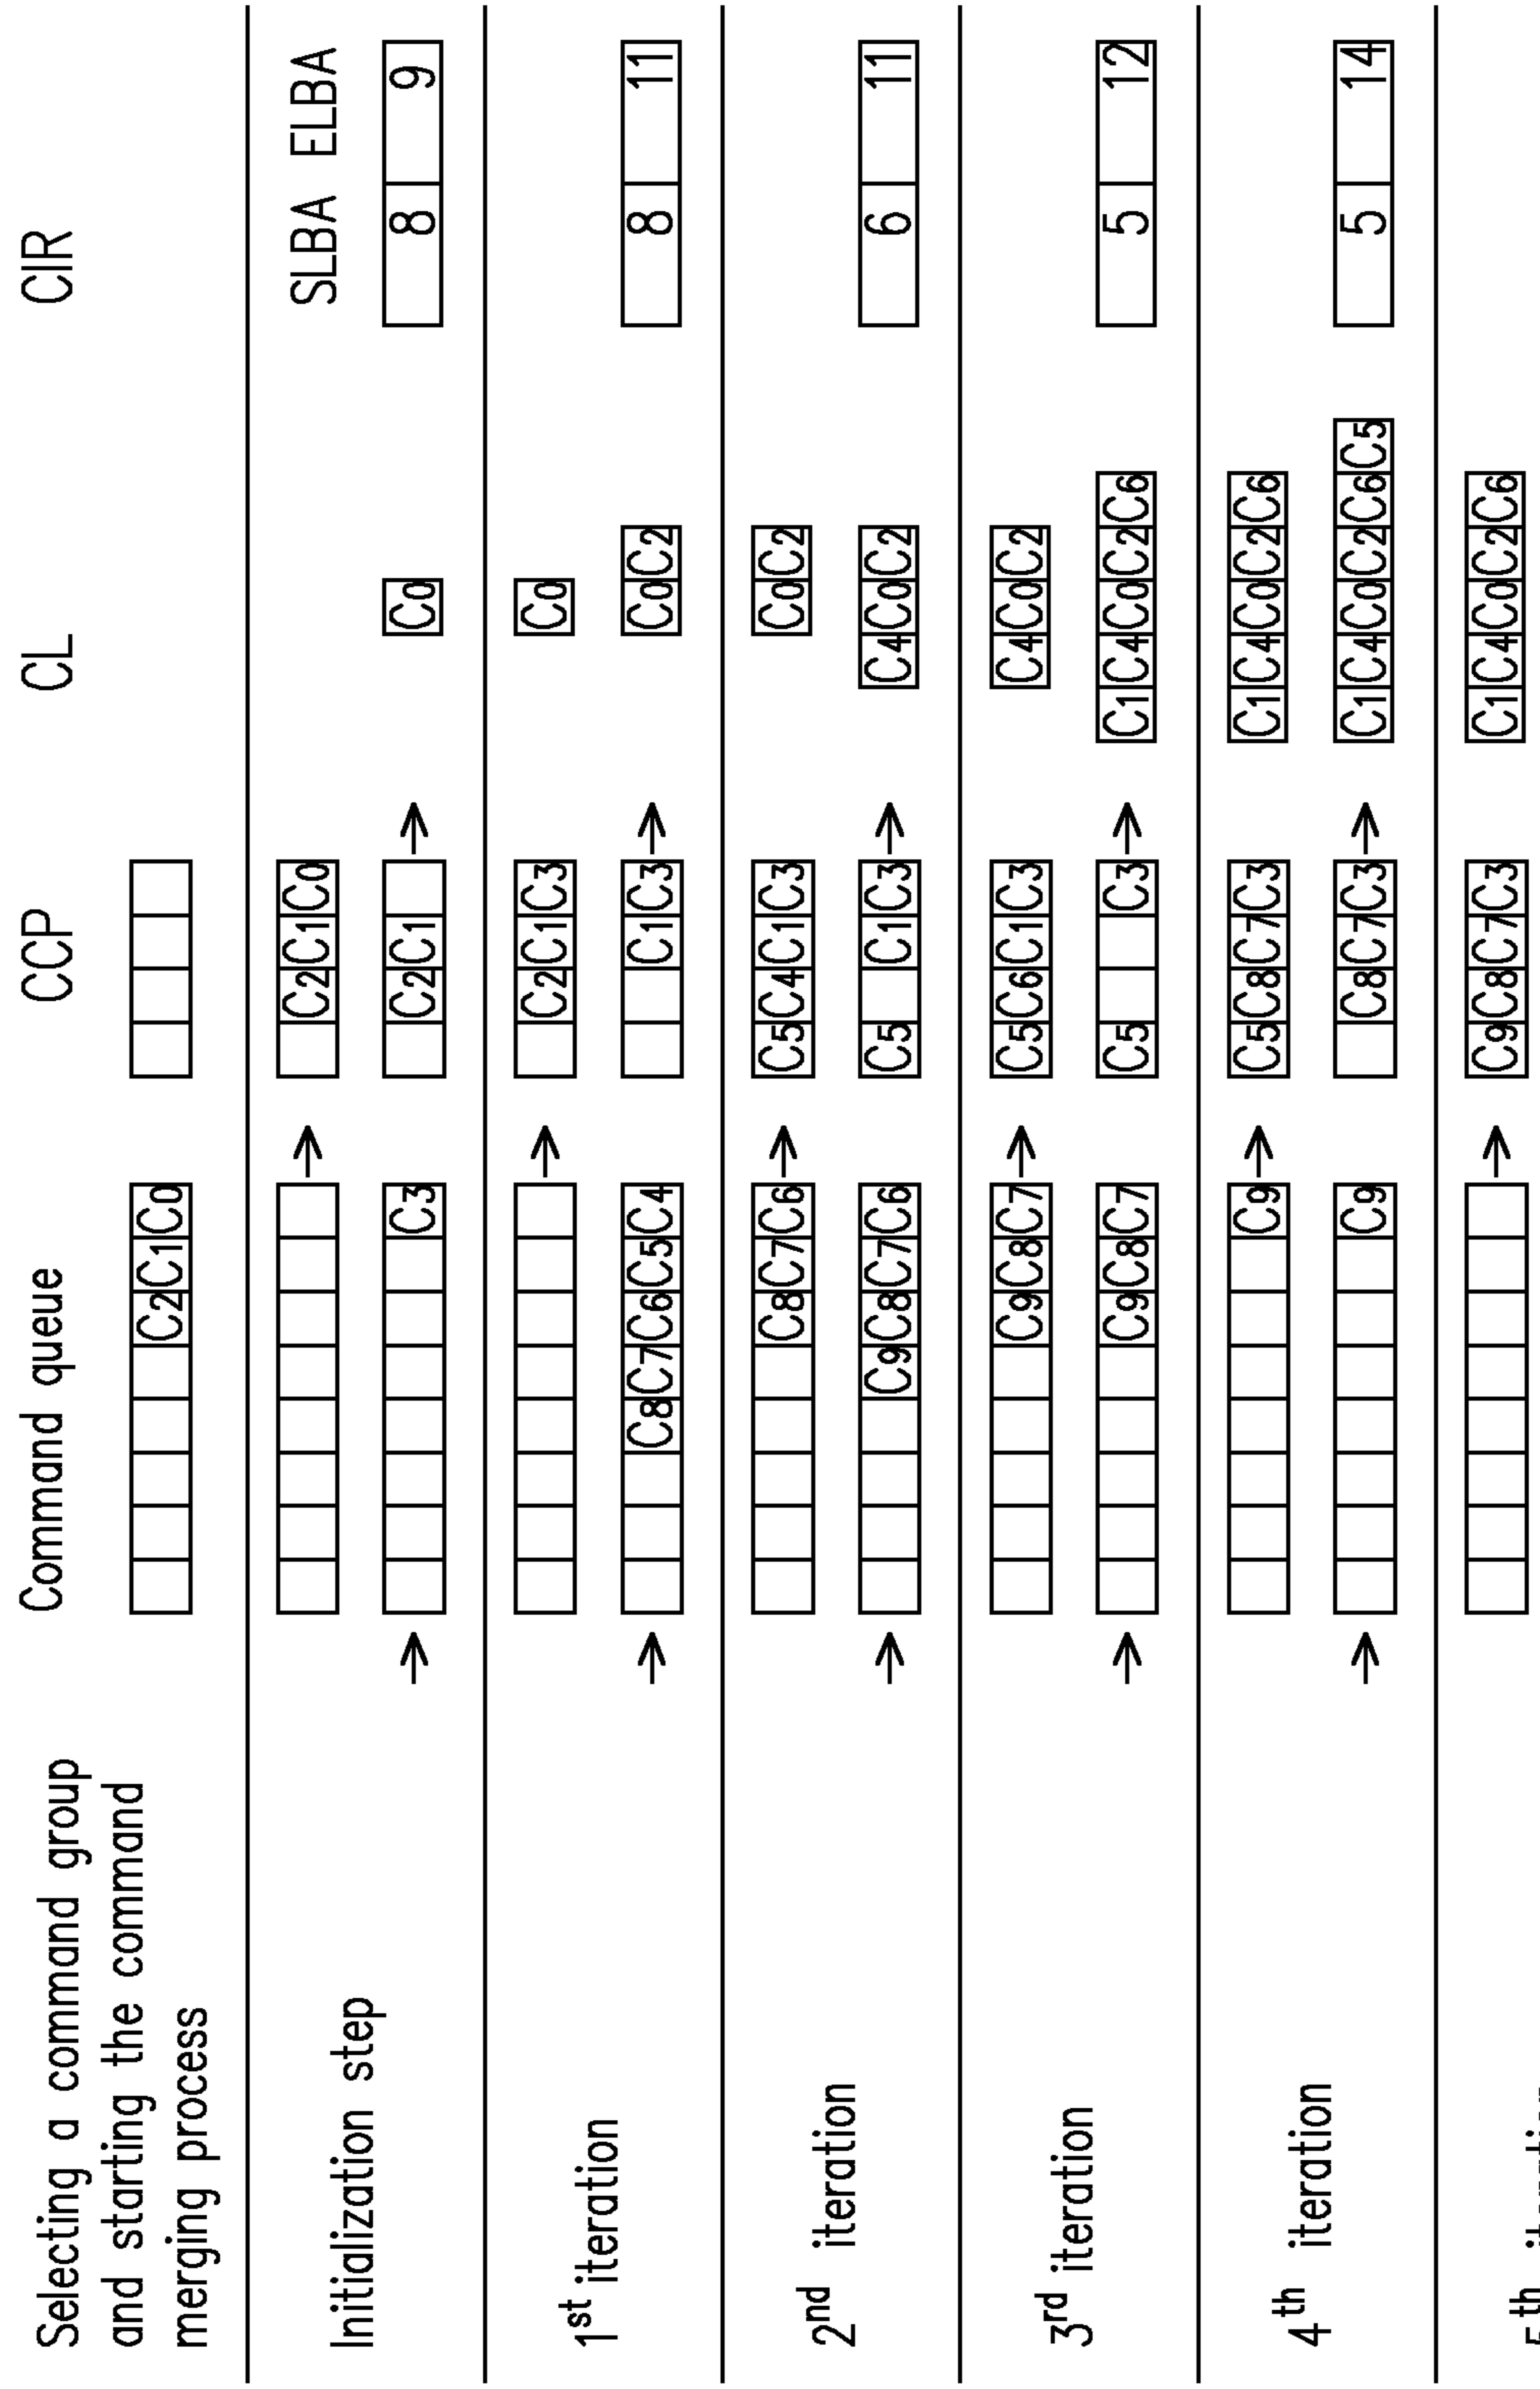 Command queue CCP CL CIR
Selecting a command group
and starting the command
merging process
C2 C1 C0
SLBA ELBA
Initialization step
C2 C1 C0
C3 C2 C1 C0 8 9
1st iteration
C2 C1 C3 C0
C8 C7 C6 C5 C4 C1 C3 C0 C2 8 11
2nd iteration
C8 C7 C6 C5 C4 C1 C3 C0 C2
C9 C8 C7 C6 C5 C1 C3 C4 C0 C2 6 11
3rd iteration
C9 C8 C7 C5 C6 C1 C3 C4 C0 C2
C9 C8 C7 C5 C3 C1 C4 C0 C2 C6 5 12
4th iteration
C9 C5 C8 C7 C3 C1 C4 C0 C2 C6
C9 C8 C7 C3 C1 C4 C0 C2 C6 C5 5 14
C9 C8 C7 C3 C1 C4 C0 C2 C6